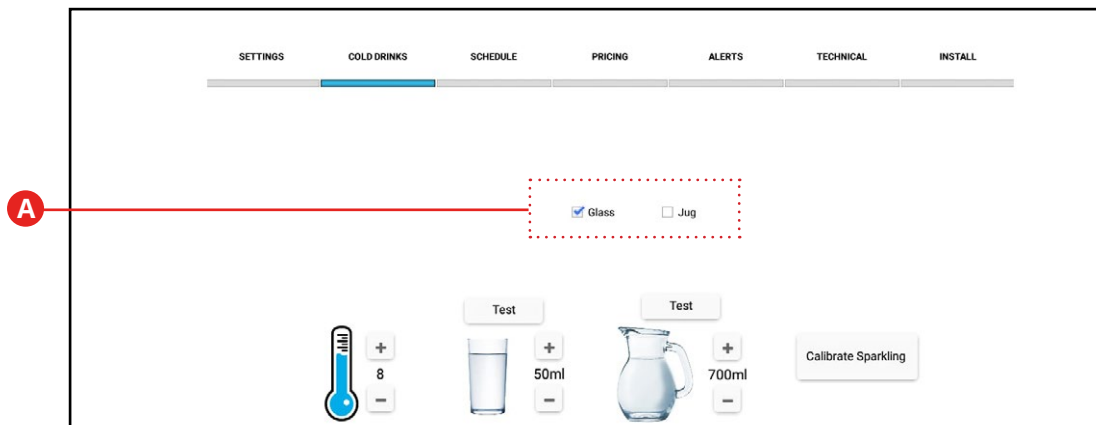 SETTINGS COLD DRINKS SCHEDULE PRICING ALERTS TECHNICAL INSTALL
A
Glass Jug
Test Test
+ + +
8 50ml 700ml Calibrate Sparkling
− − −